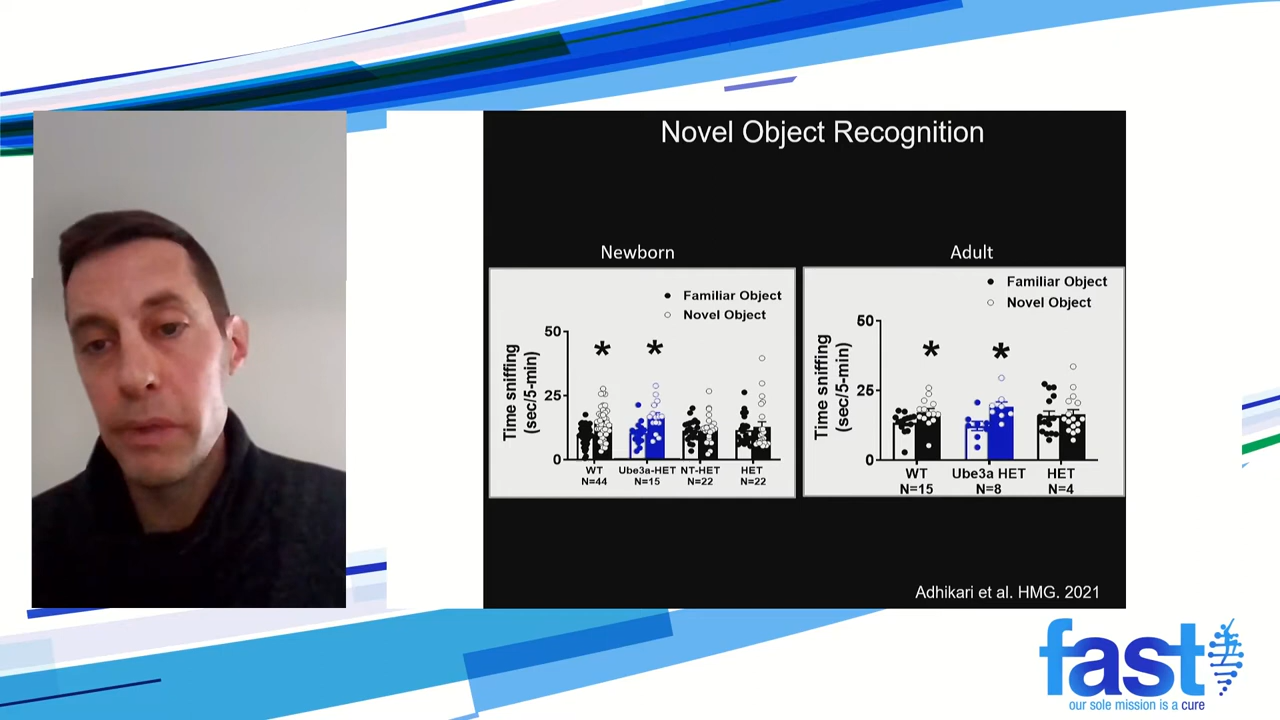 Novel Object Recognition
Newborn
Familiar Object
Novel Object
50
25
0
Time sniffing
(sec/5-min)
*
*
WT
N=44
Ube3a-HET
N=15
NT-HET
N=22
HET
N=22
Adult
Familiar Object
Novel Object
50
25
0
Time sniffing
(sec/5-min)
*
*
WT
N=15
Ube3a HET
N=8
HET
N=4
Adhikari et al. HMG. 2021
fast
our sole mission is a cure